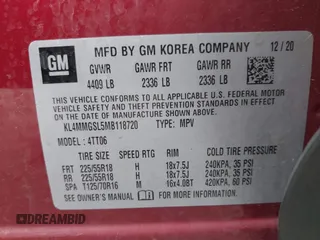 GM
MFD BY GM KOREA COMPANY 12/20
GVWR GAWR FRT GAWR RR
4409 LB 2336 LB 2336 LB
THIS VEHICLE CONFORMS TO ALL APPLICABLE U.S. FEDERAL
MOTOR VEHICLE SAFETY, BUMPER, AND THEFT PREVENTION
STANDARDS IN EFFECT ON THE DATE OF MANUFACTURE SHOWN ABOVE.
KL4MMGSL5MB118720 TYPE: MPV
MODEL: 4TT06
TIRE SIZE SPEED RTG RIM COLD TIRE PRESSURE
FRT 225/55R18 H 18x7.5J 240KPA, 35 PSI
RR 225/55R18 H 18x7.5J 240KPA, 35 PSI
SPA T125/70R16 M 16x4.0BT 420KPA, 60 PSI
SEE OWNER'S MANUAL FOR MORE INFORMATION.
DREAMBID